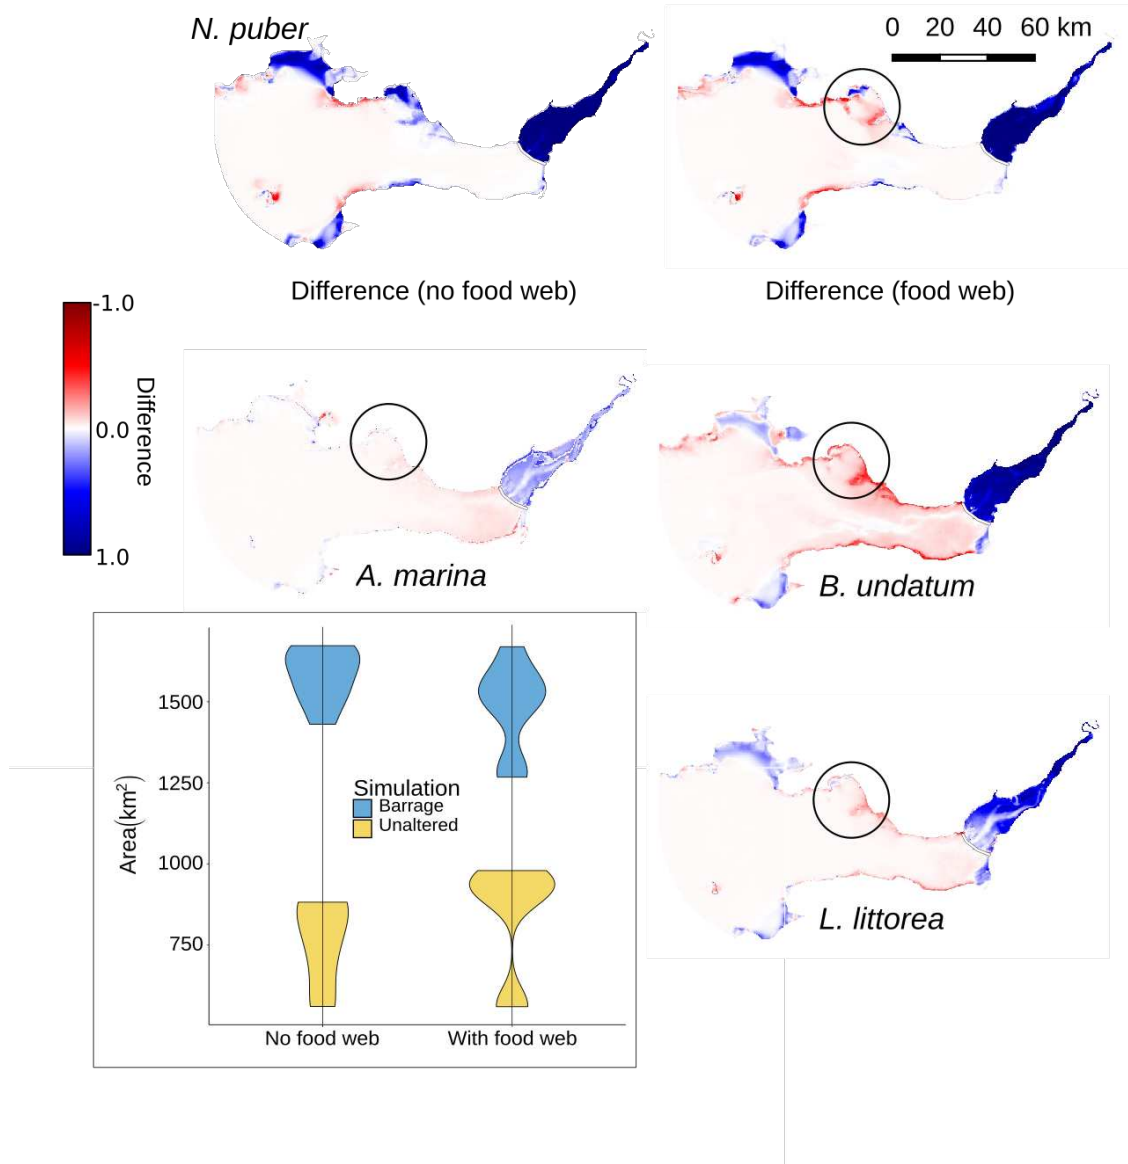 N. puber
0 20 40 60 km
Difference (no food web)
Difference (food web)
-1.0
0.0
1.0
Difference
A. marina
B. undatum
1500
1250
1000
750
Area(km²)
Simulation
Barrage
Unaltered
No food web
With food web
L. littorea